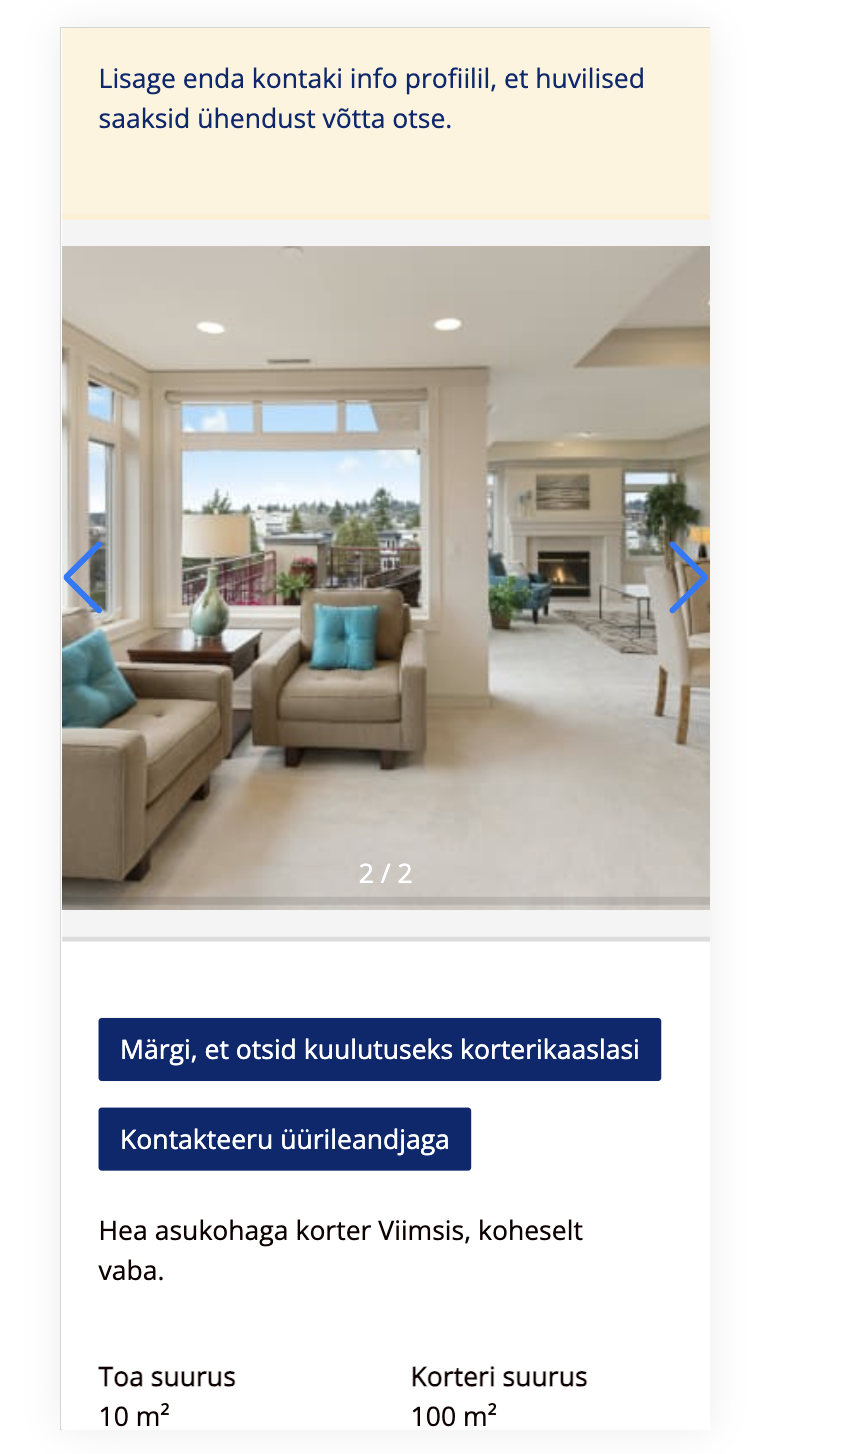 Lisage enda kontaki info profiilil, et huvilised
saaksid ühendust võtta otse.
2 / 2
Märgi, et otsid kuulutuseks korterikaaslasi
Kontakteeru üürileandjaga
Hea asukohaga korter Viimsis, koheselt
vaba.
Toa suurus
10 m²
Korteri suurus
100 m²